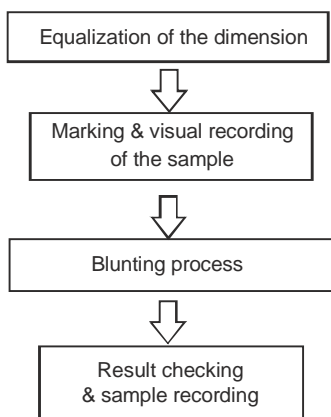 Equalization of the dimension
Marking & visual recording
of the sample
Blunting process
Result checking
& sample recording